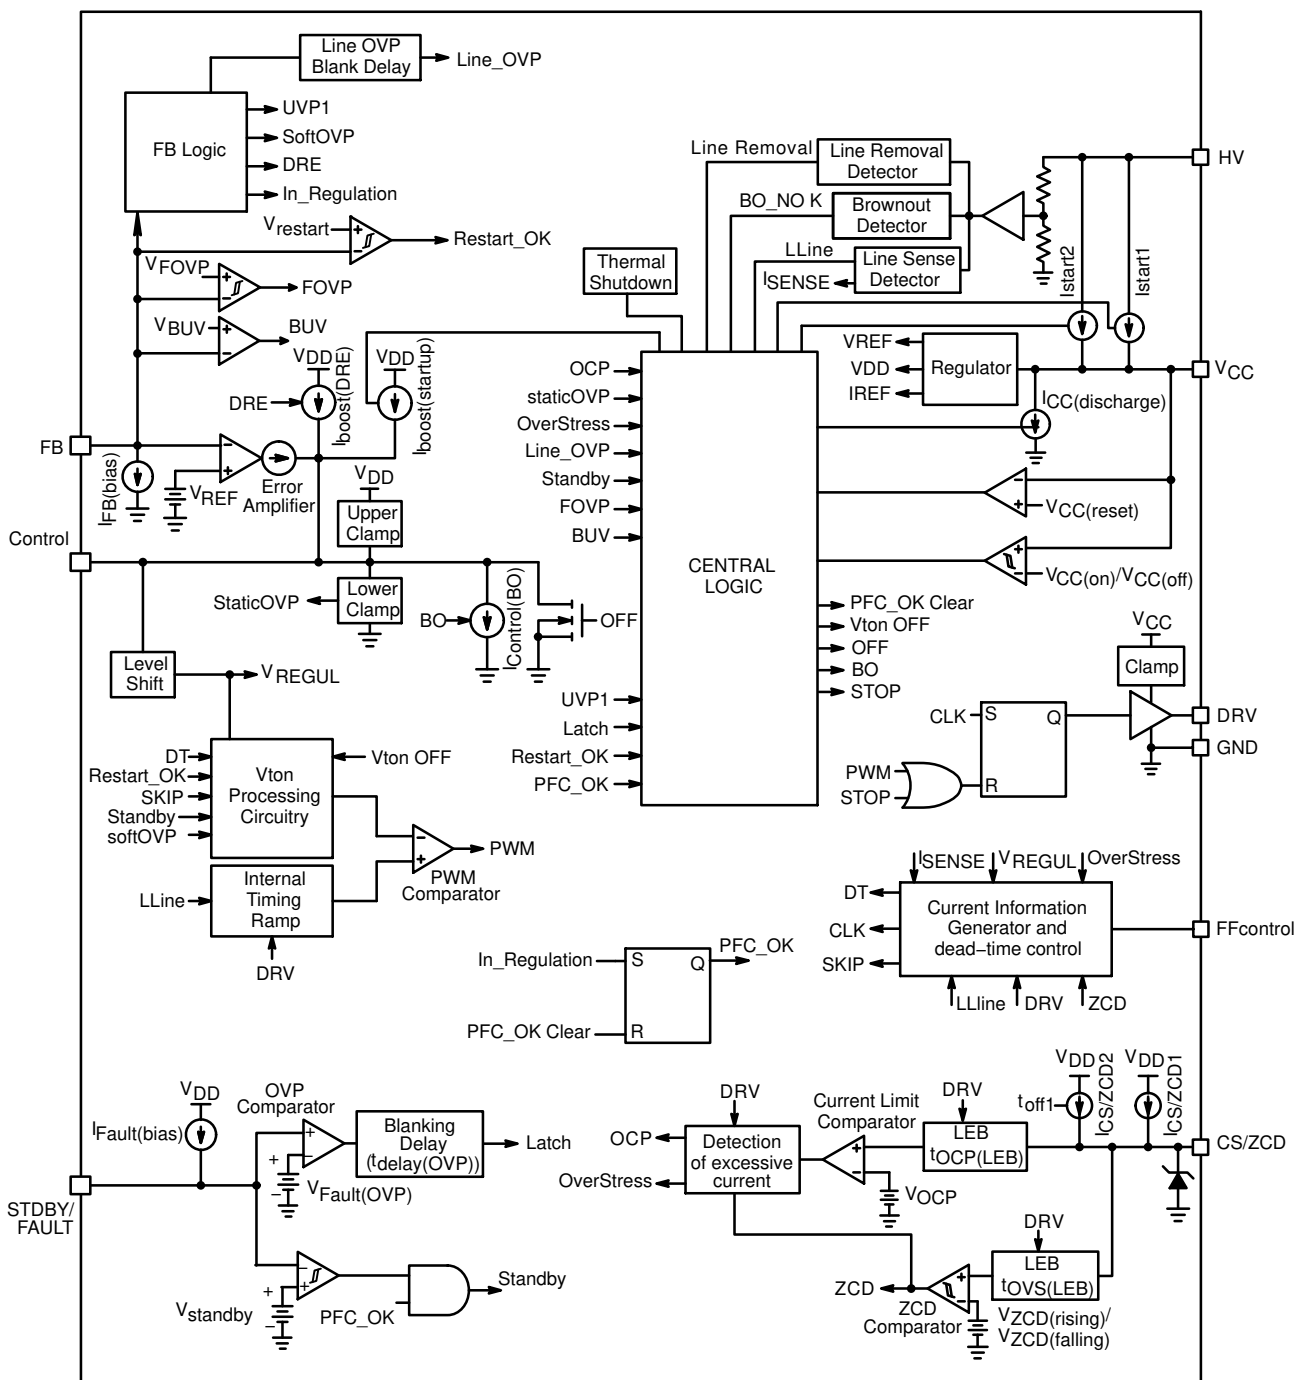 Line OVP
Blank Delay
Line_OVP
FB Logic
UVP1
SoftOVP
DRE
In_Regulation
Vrestart
Restart_OK
VFOVP
FOVP
VBUV
BUV
VDD
Iboost(DRE)
DRE
VDD
Iboost(startup)
FB
IFB(bias)
VREF
Error
Amplifier
Control
VDD
Upper
Clamp
Lower
Clamp
StaticOVP
BO
IControl(BO)
OFF
Level
Shift
VREGUL
Line Removal
Line Removal
Detector
BO_NO K
Brownout
Detector
LLine
Line Sense
Detector
ISENSE
Thermal
Shutdown
HV
Istart2
Istart1
VREF
VDD
IREF
Regulator
VCC
ICC(discharge)
VCC(reset)
VCC(on)/VCC(off)
CENTRAL
LOGIC
OCP
staticOVP
OverStress
Line_OVP
Standby
FOVP
BUV
UVP1
Latch
Restart_OK
PFC_OK
PFC_OK Clear
Vton OFF
OFF
BO
STOP
VCC
Clamp
CLK
S
Q
R
DRV
GND
PWM
STOP
DT
Restart_OK
SKIP
Standby
softOVP
Vton
Processing
Circuitry
Vton OFF
PWM
PWM
Comparator
LLine
Internal
Timing
Ramp
DRV
In_Regulation
S
Q
PFC_OK
PFC_OK Clear
R
ISENSE
VREGUL
OverStress
DT
CLK
SKIP
Current Information
Generator and
dead-time control
FFcontrol
LLline
DRV
ZCD
VDD
IFault(bias)
OVP
Comparator
Blanking
Delay
(tdelay(OVP))
Latch
VFault(OVP)
STDBY/
FAULT
Vstandby
PFC_OK
Standby
DRV
OCP
OverStress
Detection
of excessive
current
Current Limit
Comparator
VOCP
DRV
LEB
tOCP(LEB)
VDD
toff1
ICS/ZCD2
VDD
ICS/ZCD1
CS/ZCD
DRV
LEB
tOVS(LEB)
ZCD
ZCD
Comparator
VZCD(rising)/
VZCD(falling)